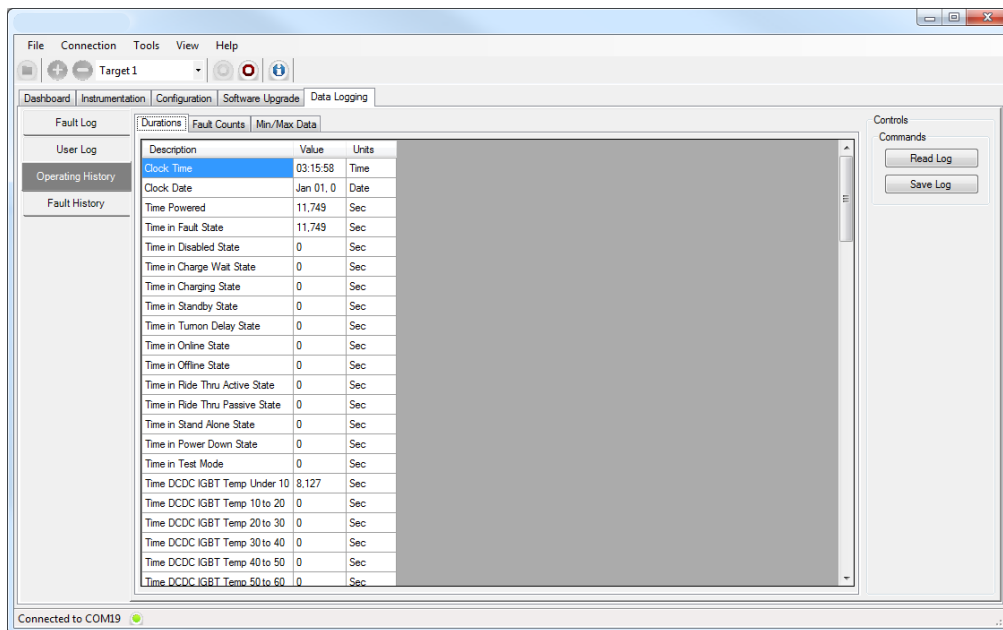 File Connection Tools View Help
Target 1
Dashboard Instrumentation Configuration Software Upgrade Data Logging
Fault Log
User Log
Operating History
Fault History
Durations Fault Counts Min/Max Data
Description Value Units
Clock Time 03:15:58 Time
Clock Date Jan 01, 0 Date
Time Powered 11,749 Sec
Time in Fault State 11,749 Sec
Time in Disabled State 0 Sec
Time in Charge Wait State 0 Sec
Time in Charging State 0 Sec
Time in Standby State 0 Sec
Time in Turnon Delay State 0 Sec
Time in Online State 0 Sec
Time in Offline State 0 Sec
Time in Ride Thru Active State 0 Sec
Time in Ride Thru Passive State 0 Sec
Time in Stand Alone State 0 Sec
Time in Power Down State 0 Sec
Time in Test Mode 0 Sec
Time DCDC IGBT Temp Under 10 8,127 Sec
Time DCDC IGBT Temp 10 to 20 0 Sec
Time DCDC IGBT Temp 20 to 30 0 Sec
Time DCDC IGBT Temp 30 to 40 0 Sec
Time DCDC IGBT Temp 40 to 50 0 Sec
Time DCDC IGBT Temp 50 to 60 0 Sec
Controls
Commands
Read Log
Save Log
Connected to COM19